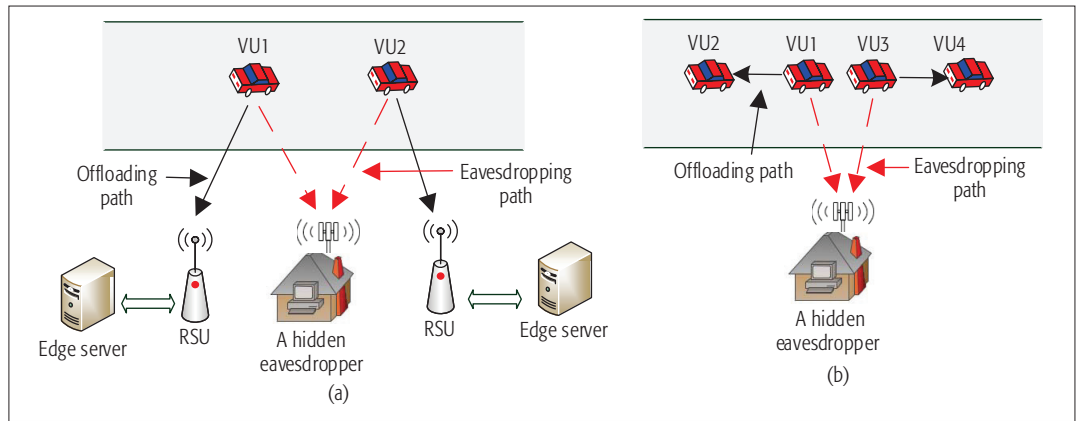 VU1
VU2
Offloading
path
Eavesdropping
path
RSU
RSU
Edge server
Edge server
A hidden
eavesdropper
(a)
VU2
VU1
VU3
VU4
Offloading path
Eavesdropping
path
A hidden
eavesdropper
(b)